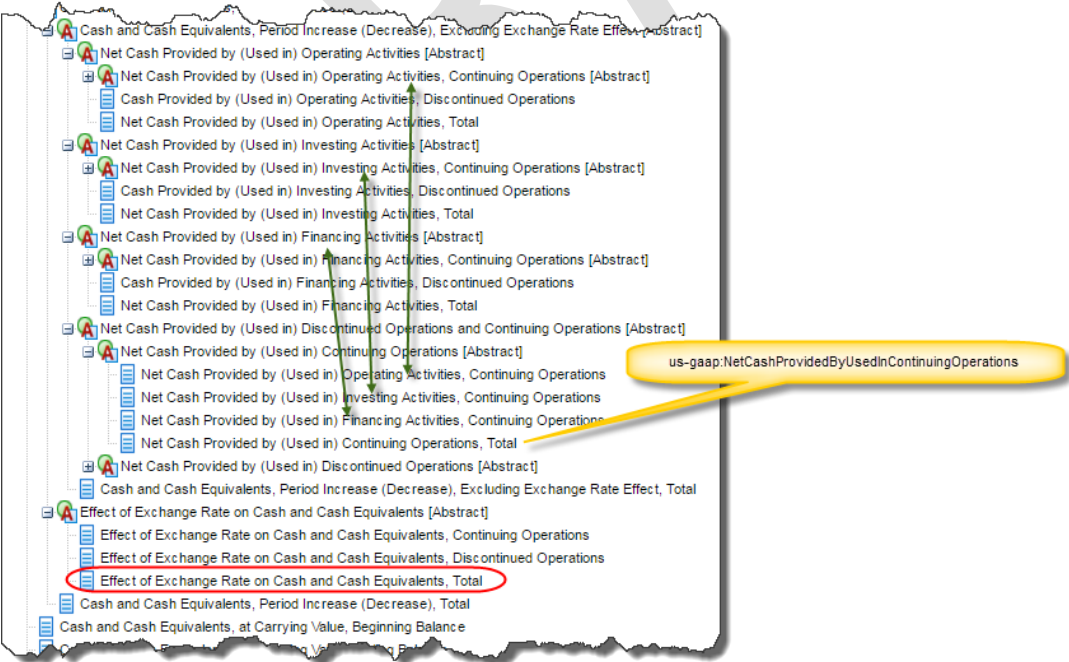 Cash and Cash Equivalents, Period Increase (Decrease), Excluding Exchange Rate Effect [Abstract]
Net Cash Provided by (Used in) Operating Activities [Abstract]
Net Cash Provided by (Used in) Operating Activities, Continuing Operations [Abstract]
Cash Provided by (Used in) Operating Activities, Discontinued Operations
Net Cash Provided by (Used in) Operating Activities, Total
Net Cash Provided by (Used in) Investing Activities [Abstract]
Net Cash Provided by (Used in) Investing Activities, Continuing Operations [Abstract]
Cash Provided by (Used in) Investing Activities, Discontinued Operations
Net Cash Provided by (Used in) Investing Activities, Total
Net Cash Provided by (Used in) Financing Activities [Abstract]
Net Cash Provided by (Used in) Financing Activities, Continuing Operations [Abstract]
Cash Provided by (Used in) Financing Activities, Discontinued Operations
Net Cash Provided by (Used in) Financing Activities, Total
Net Cash Provided by (Used in) Discontinued Operations and Continuing Operations [Abstract]
Net Cash Provided by (Used in) Continuing Operations [Abstract]
us-gaap:NetCashProvidedByUsedInContinuingOperations
Net Cash Provided by (Used in) Operating Activities, Continuing Operations
Net Cash Provided by (Used in) Investing Activities, Continuing Operations
Net Cash Provided by (Used in) Financing Activities, Continuing Operations
Net Cash Provided by (Used in) Continuing Operations, Total
Net Cash Provided by (Used in) Discontinued Operations [Abstract]
Cash and Cash Equivalents, Period Increase (Decrease), Excluding Exchange Rate Effect, Total
Effect of Exchange Rate on Cash and Cash Equivalents [Abstract]
Effect of Exchange Rate on Cash and Cash Equivalents, Continuing Operations
Effect of Exchange Rate on Cash and Cash Equivalents, Discontinued Operations
Effect of Exchange Rate on Cash and Cash Equivalents, Total
Cash and Cash Equivalents, Period Increase (Decrease), Total
Cash and Cash Equivalents, at Carrying Value, Beginning Balance